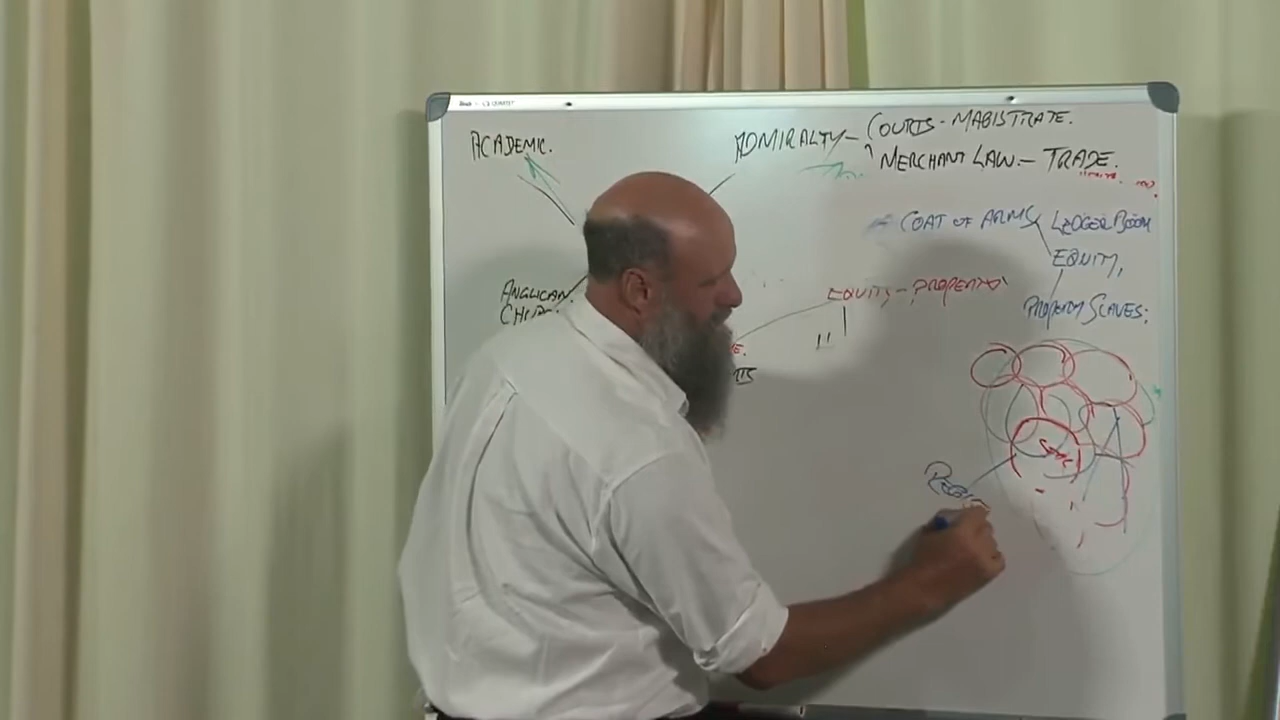 ACADEMIC.
ADMIRALTY - COURTS - MAGISTRATE.
MERCHANT LAW. - TRADE.
COAT OF ARMS LEDGER BOOK
EQUITY,
ANGLICAN
EQUITY - PROPERTY
PROPERTY SLAVES: